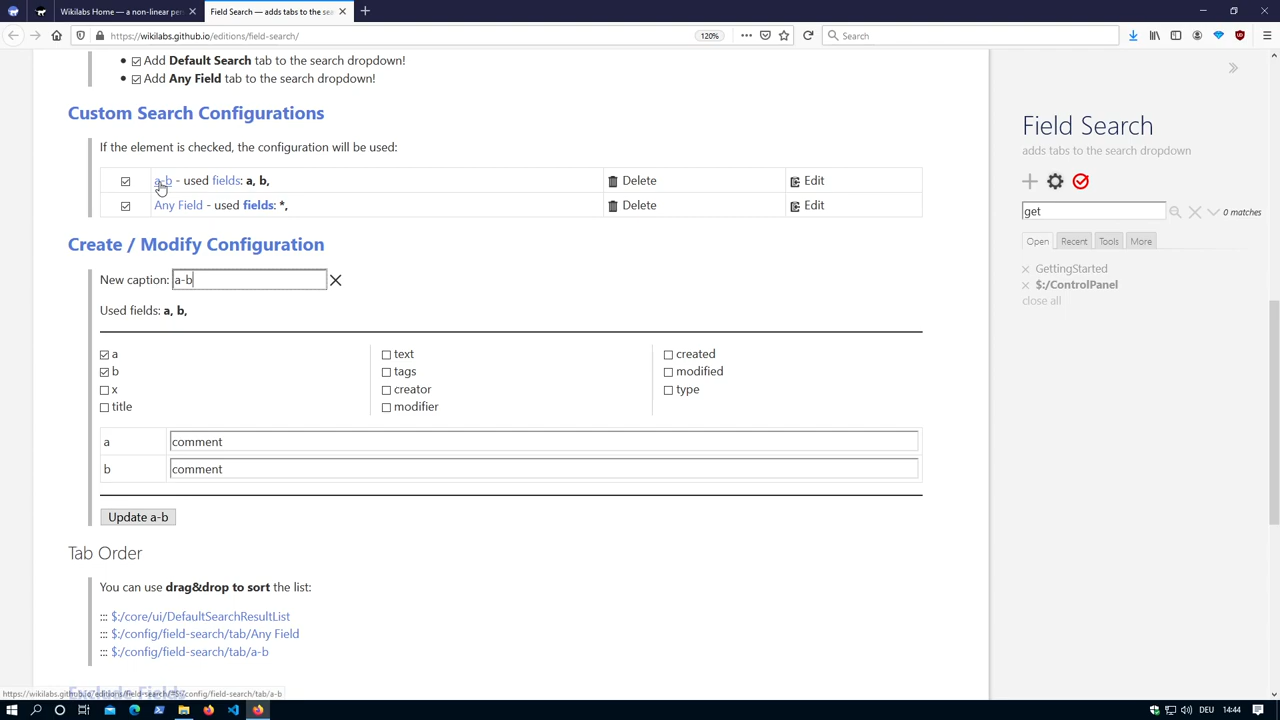 Wikilabs Home — a non-linear per
Field Search — adds tabs to the sea
https://wikilabs.github.io/editions/field-search/
120%
Search
Add Default Search tab to the search dropdown!
Add Any Field tab to the search dropdown!
Custom Search Configurations
If the element is checked, the configuration will be used:
a-b - used fields: a, b,
Delete
Edit
Any Field - used fields: *,
Delete
Edit
Create / Modify Configuration
New caption: a-b
Used fields: a, b,
a
b
x
title
text
tags
creator
modifier
created
modified
type
a
comment
b
comment
Update a-b
Tab Order
You can use drag&drop to sort the list:
::: $:/core/ui/DefaultSearchResultList
::: $:/config/field-search/tab/Any Field
::: $:/config/field-search/tab/a-b
Field Search
adds tabs to the search dropdown
get
0 matches
Open
Recent
Tools
More
GettingStarted
$:/ControlPanel
close all
DEU
14:44